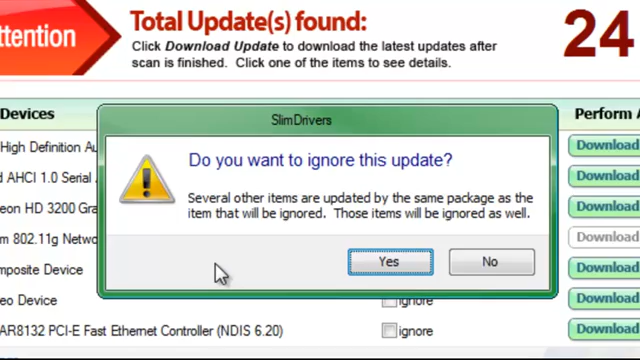 ttention
Total Update(s) found:
24
Click Download Update to download the latest updates after
scan is finished. Click one of the items to see details.
Devices
Perform A
High Definition Au
Download
d AHCI 1.0 Serial
Download
eon HD 3200 Gra
Download
m 802.11g Networ
Download
mposite Device
Download
eo Device
ignore
Download
AR8132 PCI-E Fast Ethernet Controller (NDIS 6.20)
ignore
Download
SlimDrivers
Do you want to ignore this update?
Several other items are updated by the same package as the
item that will be ignored. Those items will be ignored as well.
Yes
No